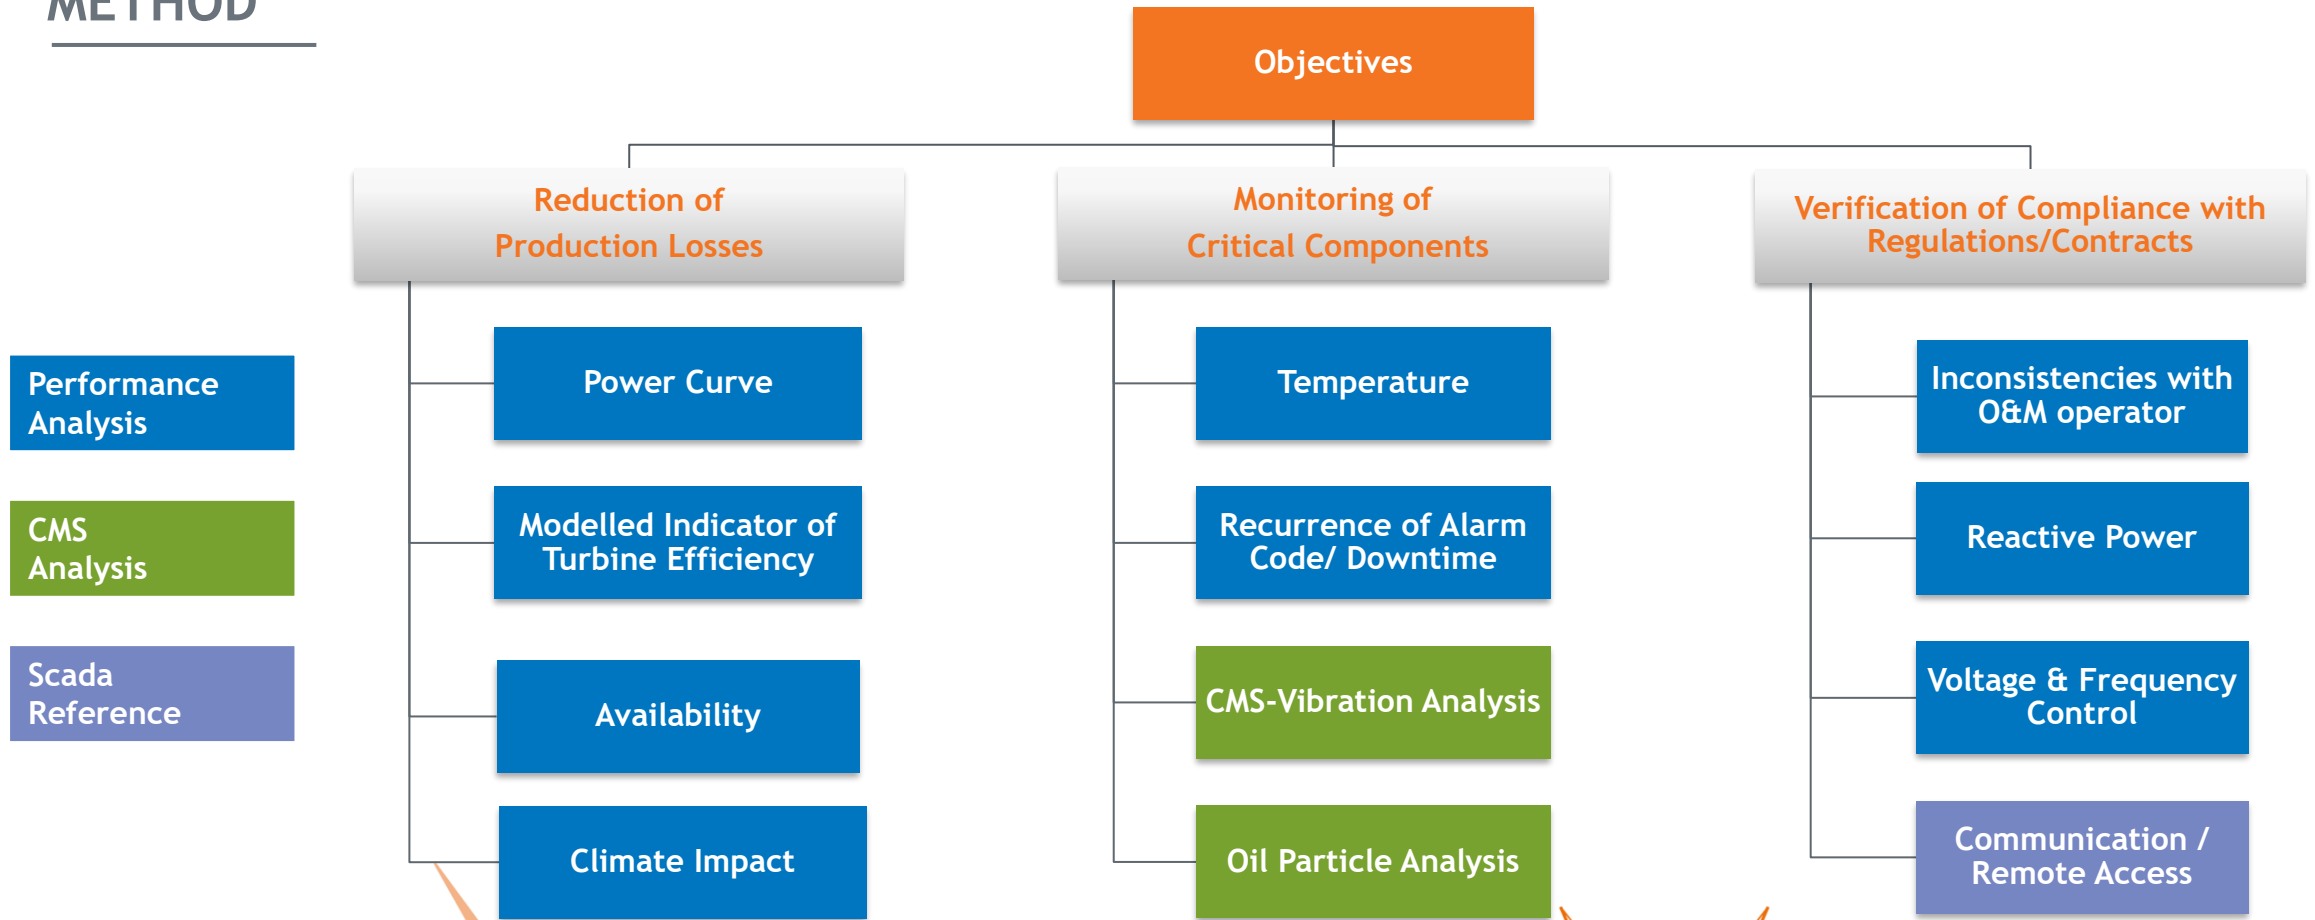 METHOD
Objectives
Reduction of
Production Losses
Monitoring of
Critical Components
Verification of Compliance with
Regulations/Contracts
Performance
Analysis
CMS
Analysis
Scada
Reference
Power Curve
Modelled Indicator of
Turbine Efficiency
Availability
Climate Impact
Temperature
Recurrence of Alarm
Code/ Downtime
CMS-Vibration Analysis
Oil Particle Analysis
Inconsistencies with
O&M operator
Reactive Power
Voltage & Frequency
Control
Communication /
Remote Access